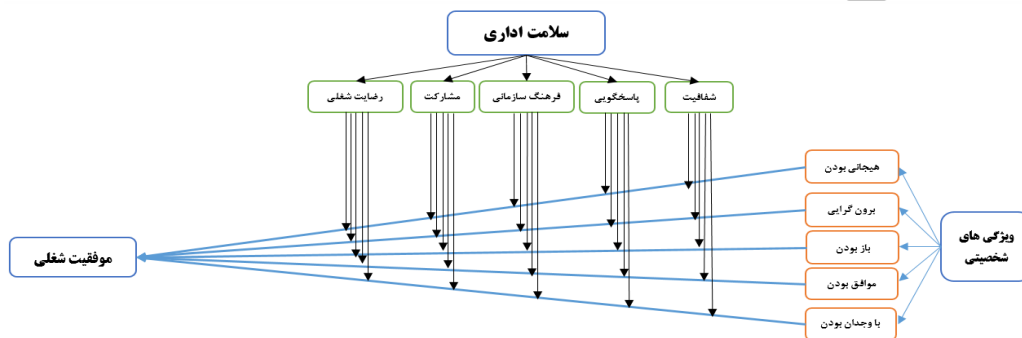 سلامت اداری
شفافیت
پاسخگویی
فرهنگ سازمانی
مشارکت
رضایت شغلی
هیجانی بودن
برون گرایی
باز بودن
موافق بودن
با وجدان بودن
ویژگی های
شخصیتی
موفقیت شغلی